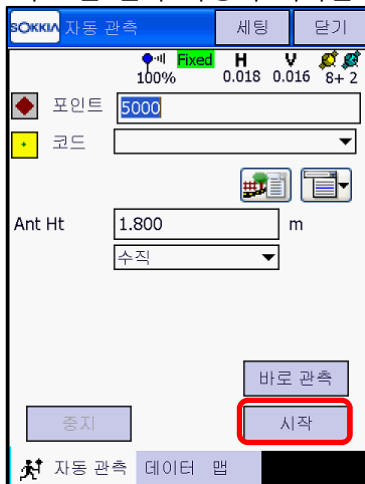 SOKKIA 자동 관측 세팅 닫기
Fixed H V
100% 0.018 0.016 8+ 2
포인트 5000
코드
Ant Ht 1.800 m
수직
바로 관측
중지 시작
자동 관측 데이터 맵